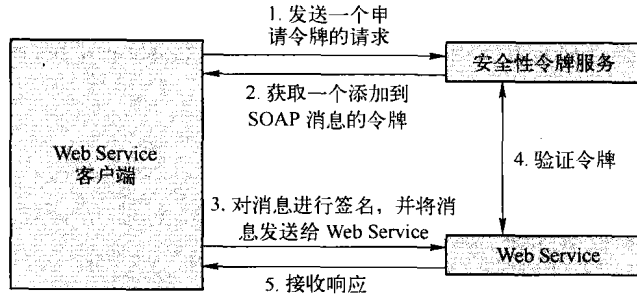 1. 发送一个申
请令牌的请求
安全性令牌服务
2. 获取一个添加到
SOAP 消息的令牌
Web Service
客户端
4. 验证令牌
3. 对消息进行签名，并将消
息发送给 Web Service
Web Service
5. 接收响应